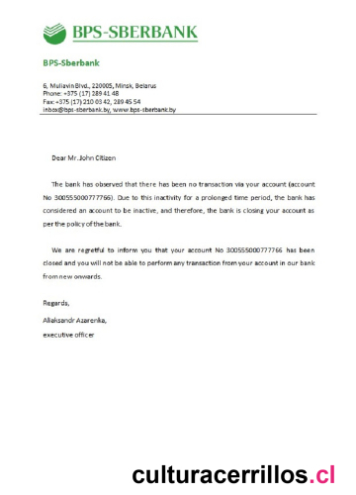 BPS-SBERBANK
BPS-Sberbank
6, Muliavin Blvd., 220005, Minsk, Belarus
Phone: +375 (17) 289 41 48
Fax: +375 (17) 210 03 42, 289 45 54
inbox@bps-sberbank.by, www.bps-sberbank.by
Dear Mr. John Citizen
The bank has observed that there has been no transaction via your account (account
No 300555000777766). Due to this inactivity for a prolonged time period, the bank has
considered an account to be inactive, and therefore, the bank is closing your account as
per the policy of the bank.
We are regretful to inform you that your account No 300555000777766 has been
closed and you will not be able to perform any transaction from your account in our bank
from new onwards.
Regards,
Aliaksandr Azarenka,
executive officer
culturacerrillos.cl